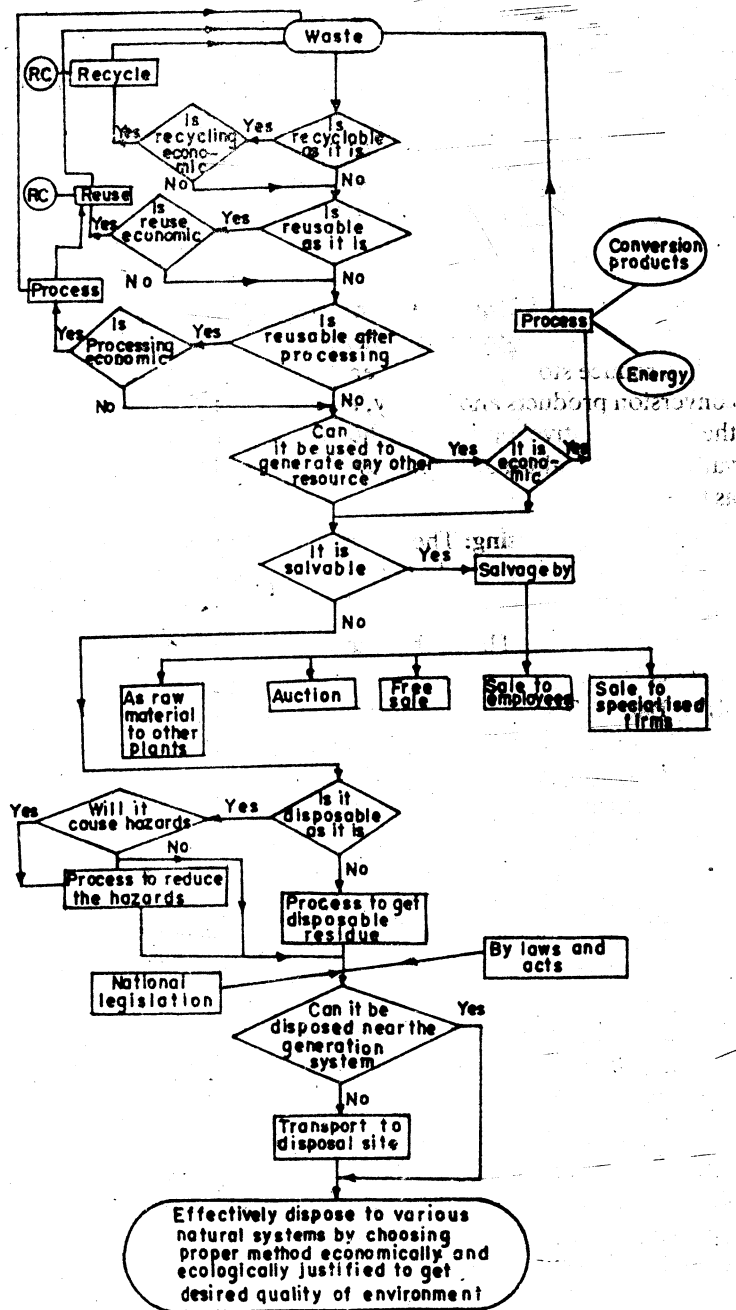 Waste
RC
Recycle
Is
recycling
econo-
mic
Yes
Yes
Is
recyclable
as it is
No
No
RC
Reuse
Yes
Is
reuse
economic
Yes
Is
reusable
as it is
No
No
Process
Yes
Is
Processing
economic
Yes
Is
reusable after
processing
No
No
Conversion
products
Process
Energy
Can
it be used to
generate any other
resource
Yes
It is
econo-
mic
Yes
It is
salvable
Yes
Salvage by
No
As raw
material
to other
plants
Auction
Free
sale
Sale to
employees
Sale to
specialised
firms
Yes
Will it
cause hazards
Yes
Is it
disposable
as it is
No
No
Process to reduce
the hazards
Process to get
disposable
residue
By laws and
acts
National
legislation
Can it be
disposed near the
generation
system
Yes
No
Transport to
disposal site
Effectively dispose to various
natural systems by choosing
proper method economically and
ecologically justified to get
desired quality of environment
conversion products